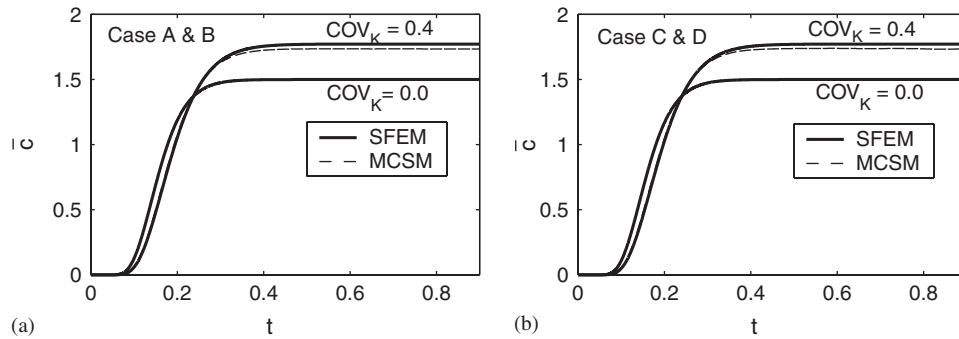 2
1.5
1
0.5
0
c̄
Case A & B
COV_K = 0.4
COV_K = 0.0
SFEM
MCSM
0 0.2 0.4 0.6 0.8
(a)
t
2
1.5
1
0.5
0
c̄
Case C & D
COV_K = 0.4
COV_K = 0.0
SFEM
MCSM
0 0.2 0.4 0.6 0.8
(b)
t